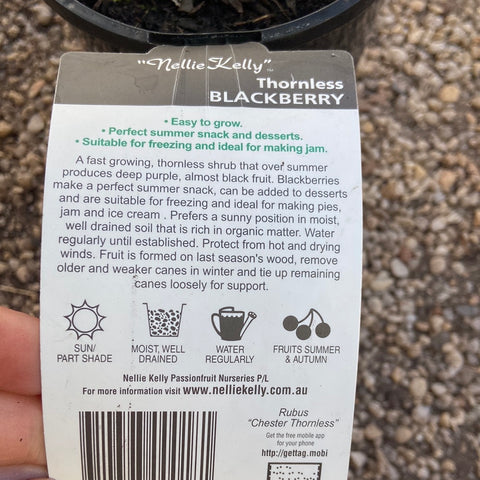 "Nellie Kelly"™
Thornless
BLACKBERRY
• Easy to grow.
• Perfect summer snack and desserts.
• Suitable for freezing and ideal for making jam.
A fast growing, thornless shrub that over summer
produces deep purple, almost black fruit. Blackberries
make a perfect summer snack, can be added to desserts
and are suitable for freezing and ideal for making pies,
jam and ice cream . Prefers a sunny position in moist,
well drained soil that is rich in organic matter. Water
regularly until established. Protect from hot and drying
winds. Fruit is formed on last season's wood, remove
older and weaker canes in winter and tie up remaining
canes loosely for support.
SUN/
PART SHADE
MOIST, WELL
DRAINED
WATER
REGULARLY
FRUITS SUMMER
& AUTUMN
Nellie Kelly Passionfruit Nurseries P/L
For more information visit www.nelliekelly.com.au
Rubus
"Chester Thornless"
Get the free mobile app
for your phone
http://gettag.mobi